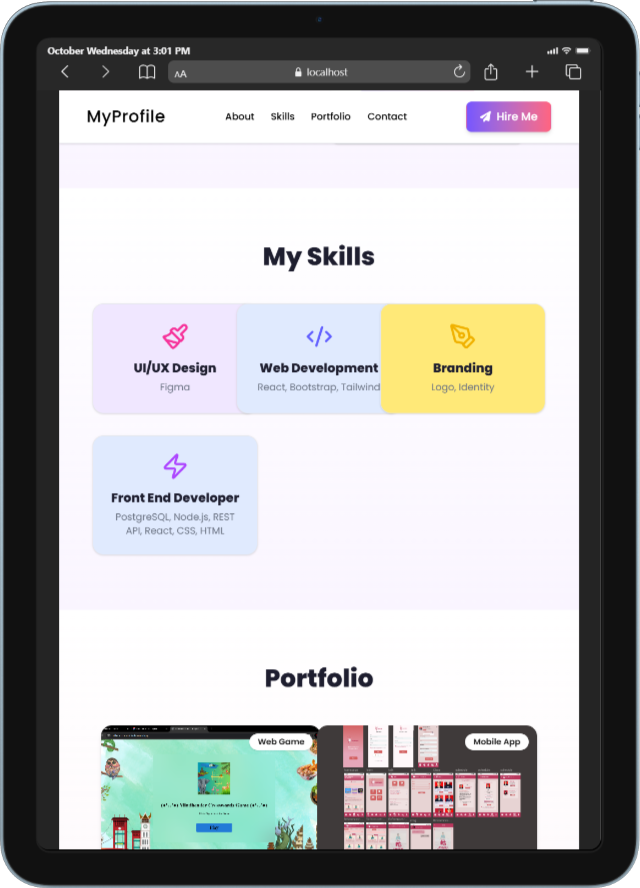 October Wednesday at 3:01 PM
AA
localhost
MyProfile
About
Skills
Portfolio
Contact
Hire Me
My Skills
UI/UX Design
Figma
Web Development
React, Bootstrap, Tailwind
Branding
Logo, Identity
Front End Developer
PostgreSQL, Node.js, REST
API, React, CSS, HTML
Portfolio
Web Game
Mobile App